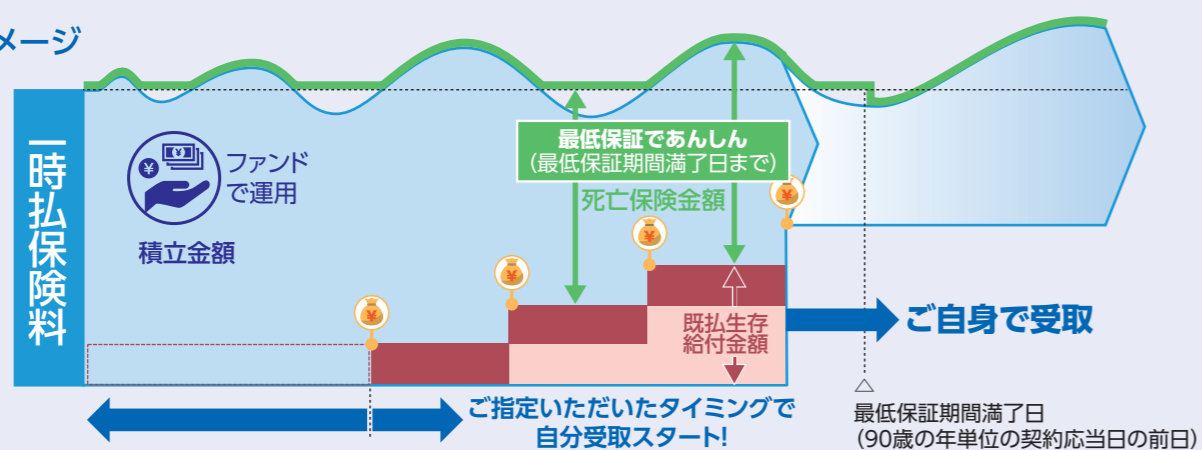 メージ
一時払保険料
ファンド
で運用
積立金額
最低保証であんしん
(最低保証期間満了日まで)
死亡保険金額
既払生存
給付金額
ご自身で受取
ご指定いただいたタイミングで
自分受取スタート!
△
最低保証期間満了日
(90歳の年単位の契約応当日の前日)
¥
¥
¥
¥
¥
¥